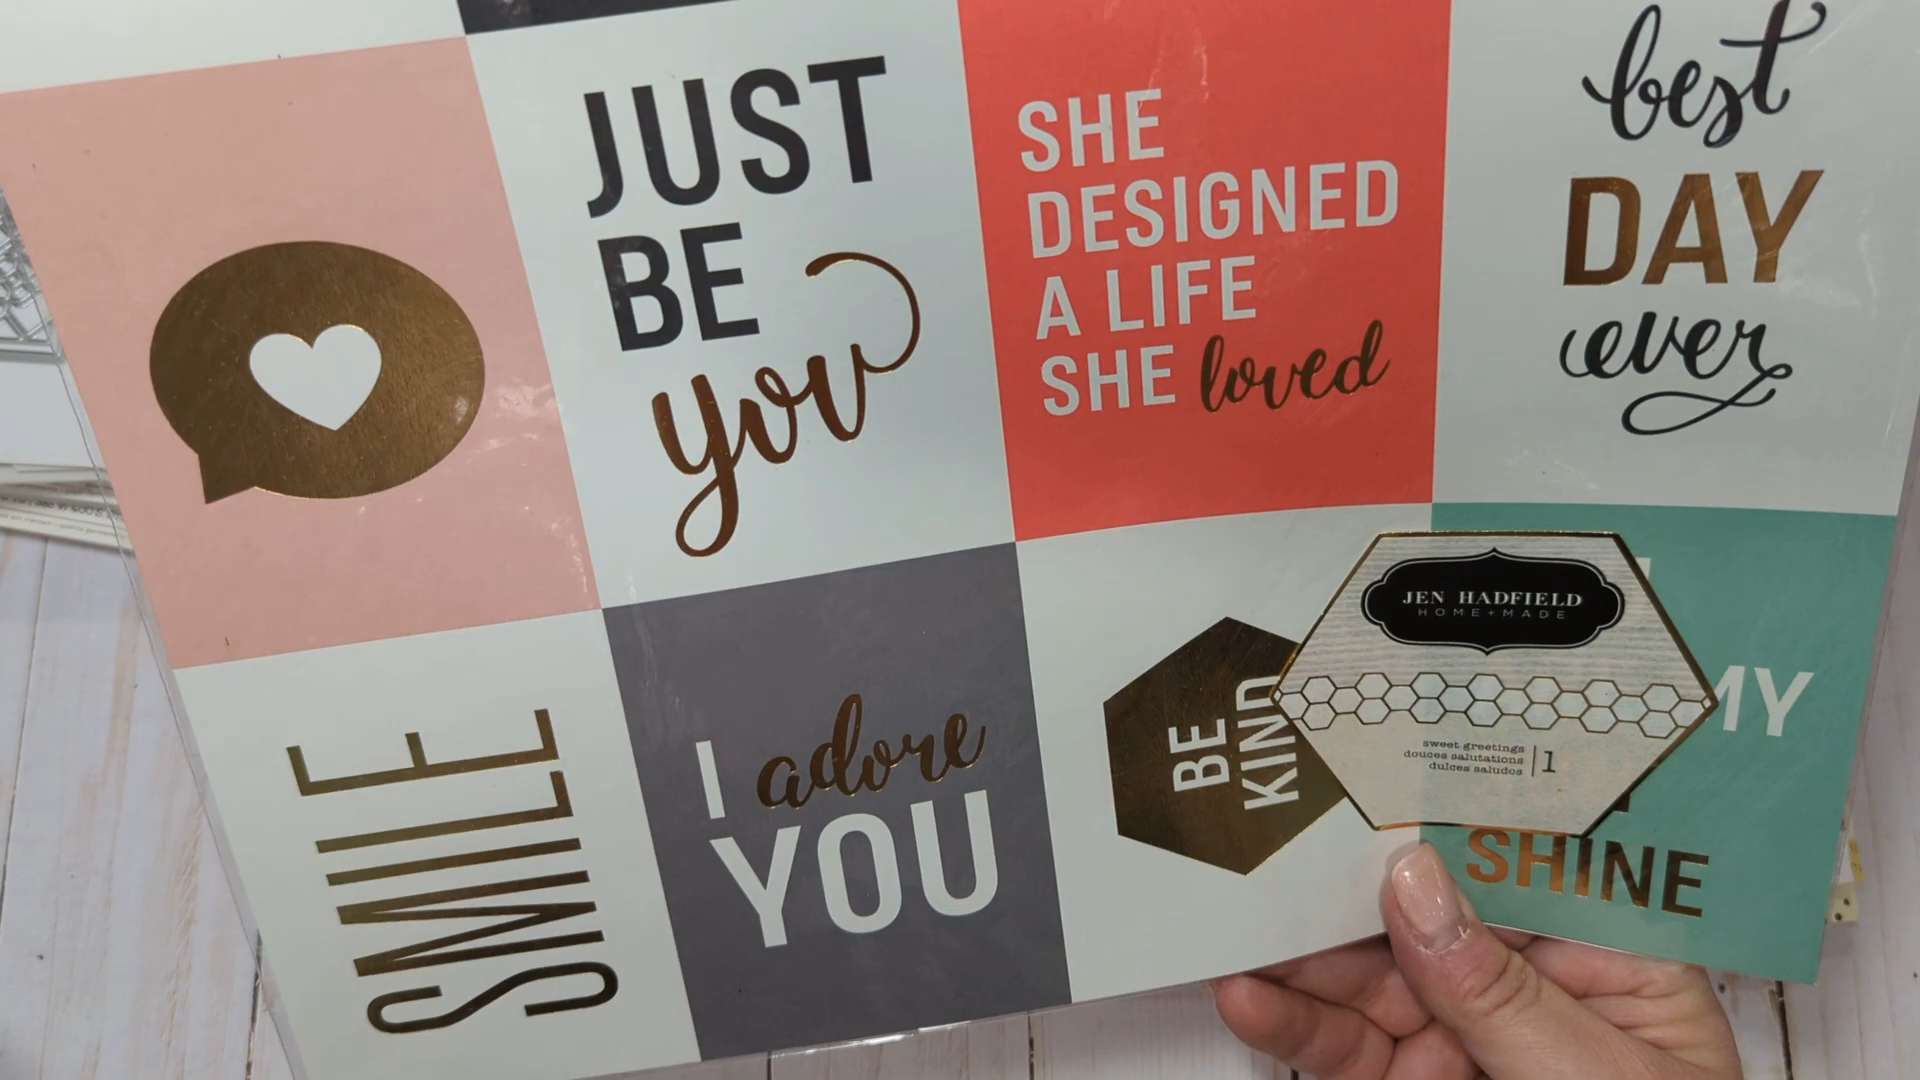 JUST
BE
you
SHE
DESIGNED
A LIFE
SHE loved
best
DAY
ever
SMILE
I adore
YOU
BE
KIND
JEN HADFIELD
HOME+MADE
sweet greetings
douces salutations
dulces saludos
1
MY
SHINE